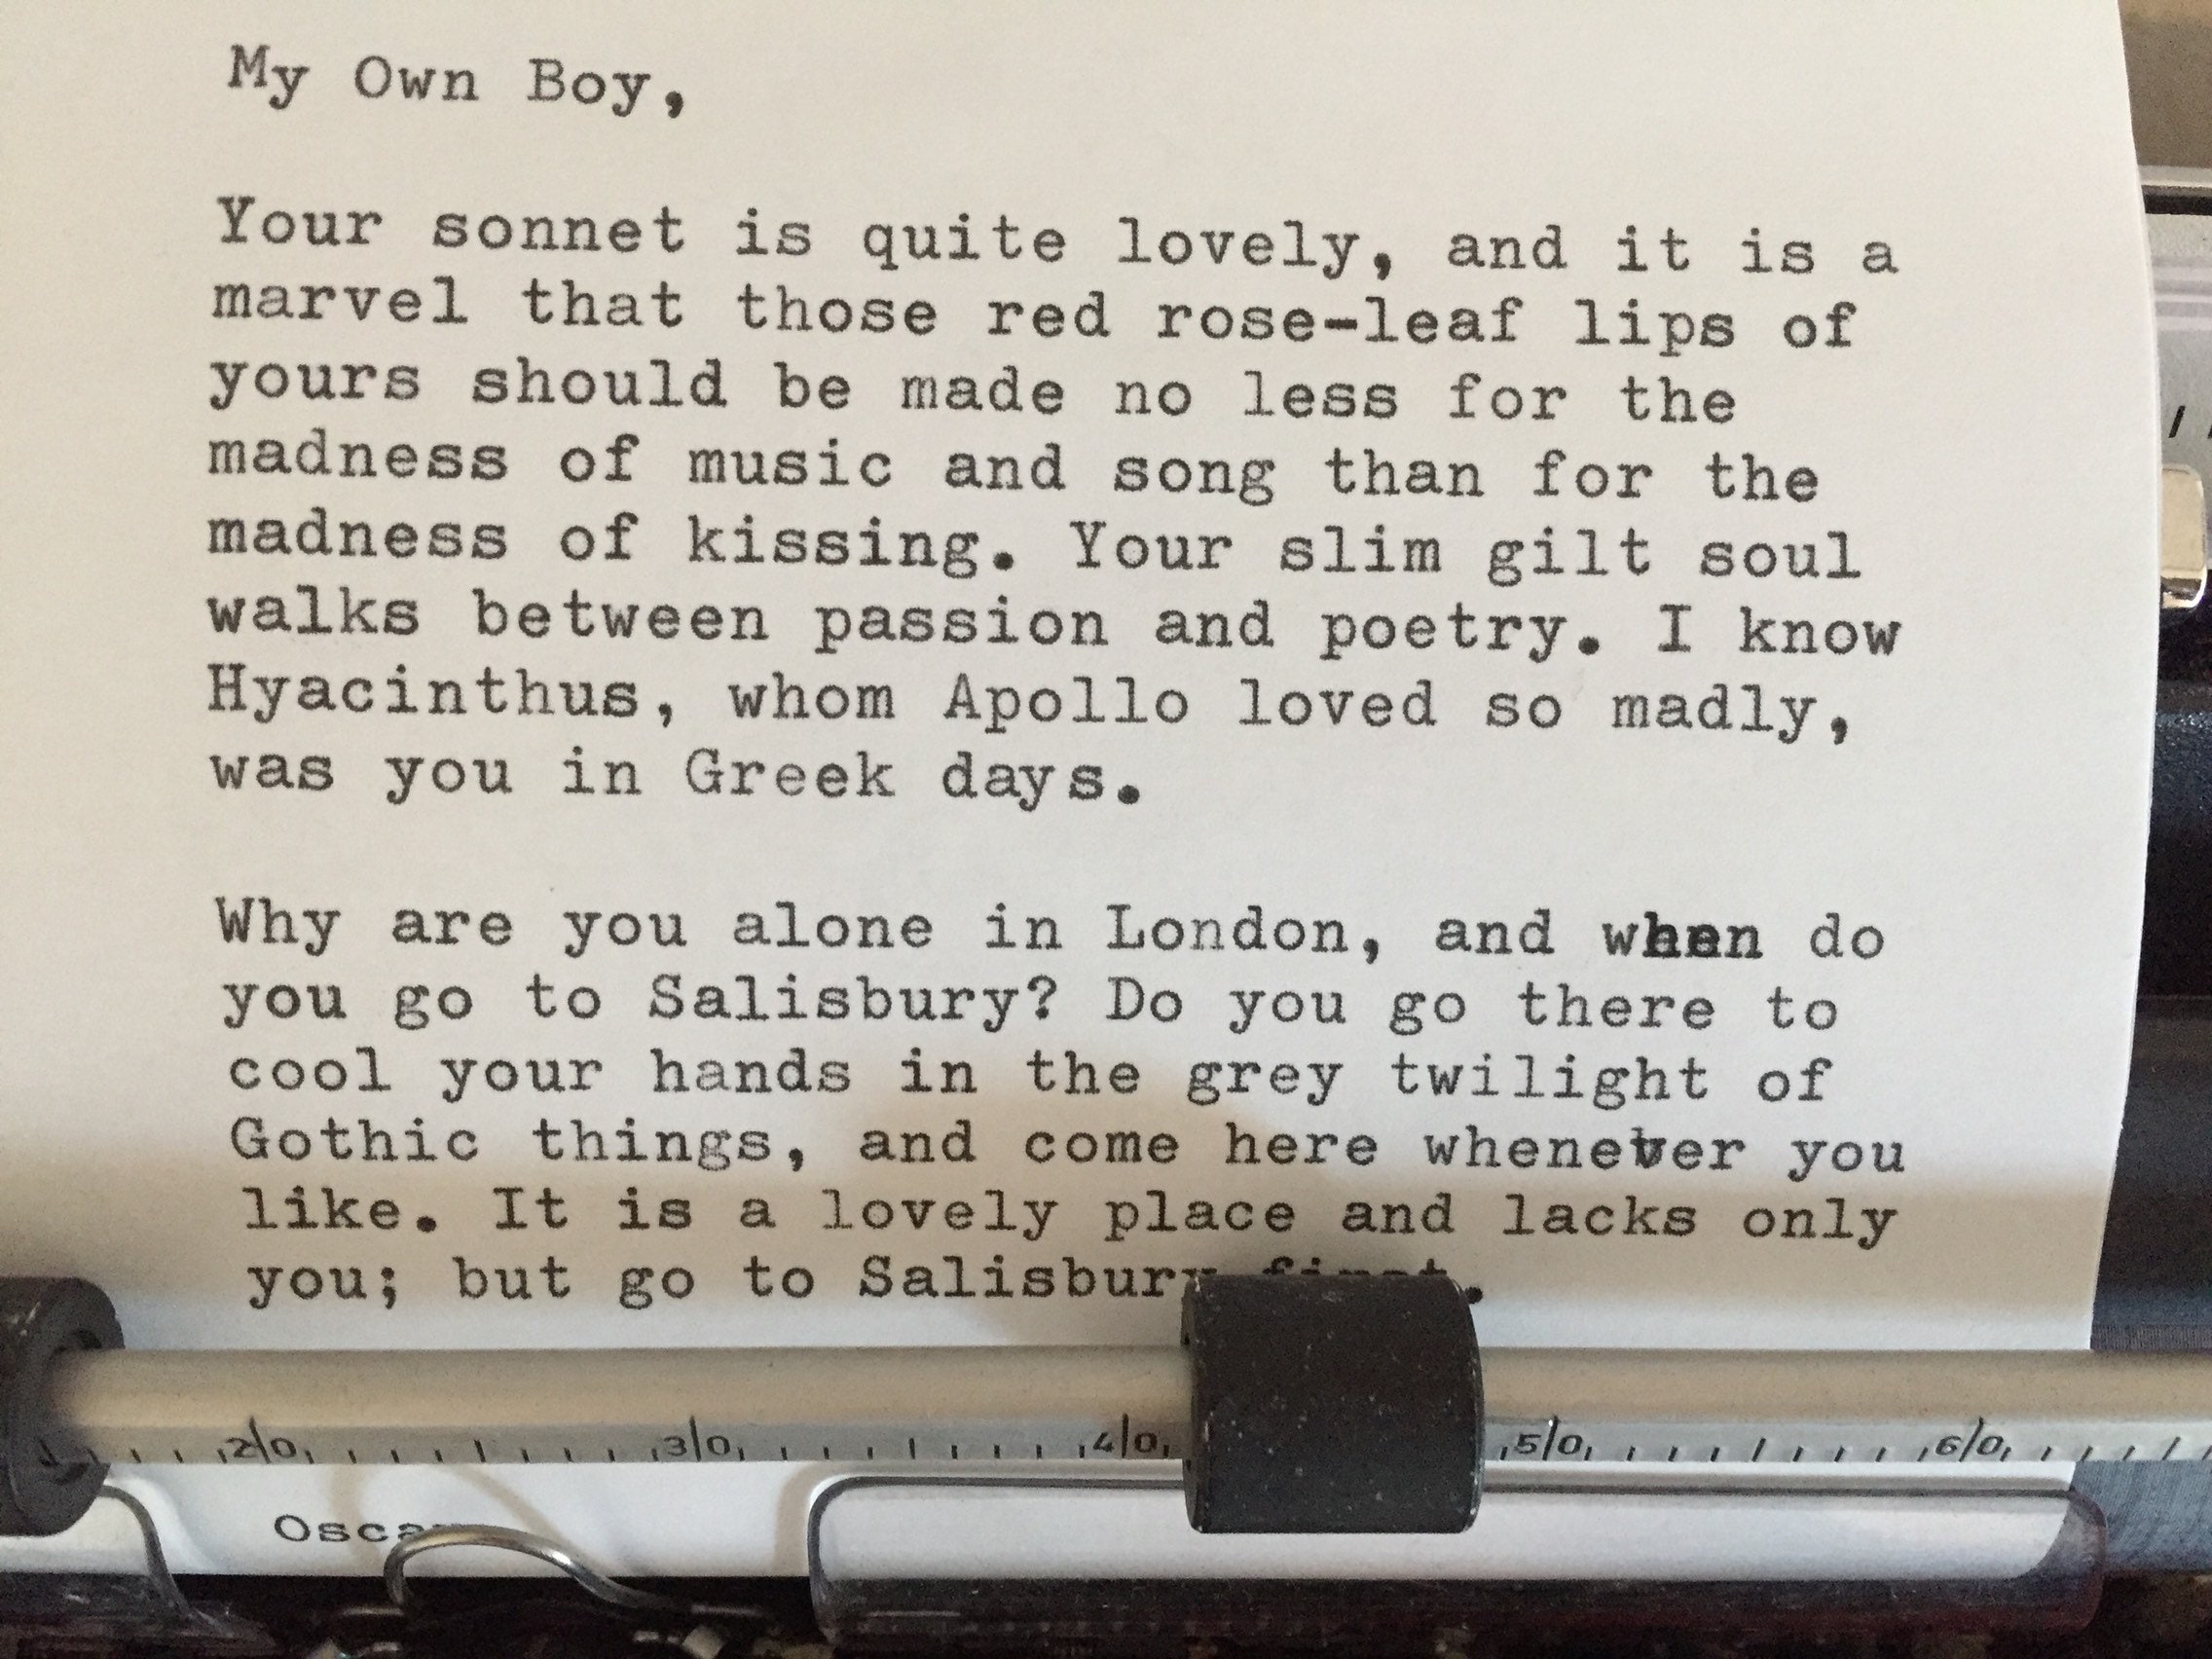 My Own Boy,
Your sonnet is quite lovely, and it is a
marvel that those red rose-leaf lips of
yours should be made no less for the
madness of music and song than for the
madness of kissing. Your slim gilt soul
walks between passion and poetry. I know
Hyacinthus, whom Apollo loved so madly,
was you in Greek days.
Why are you alone in London, and when do
you go to Salisbury? Do you go there to
cool your hands in the grey twilight of
Gothic things, and come here whenever you
like. It is a lovely place and lacks only
you; but go to Salisbury first.
20 30 40 50 60
Oscar